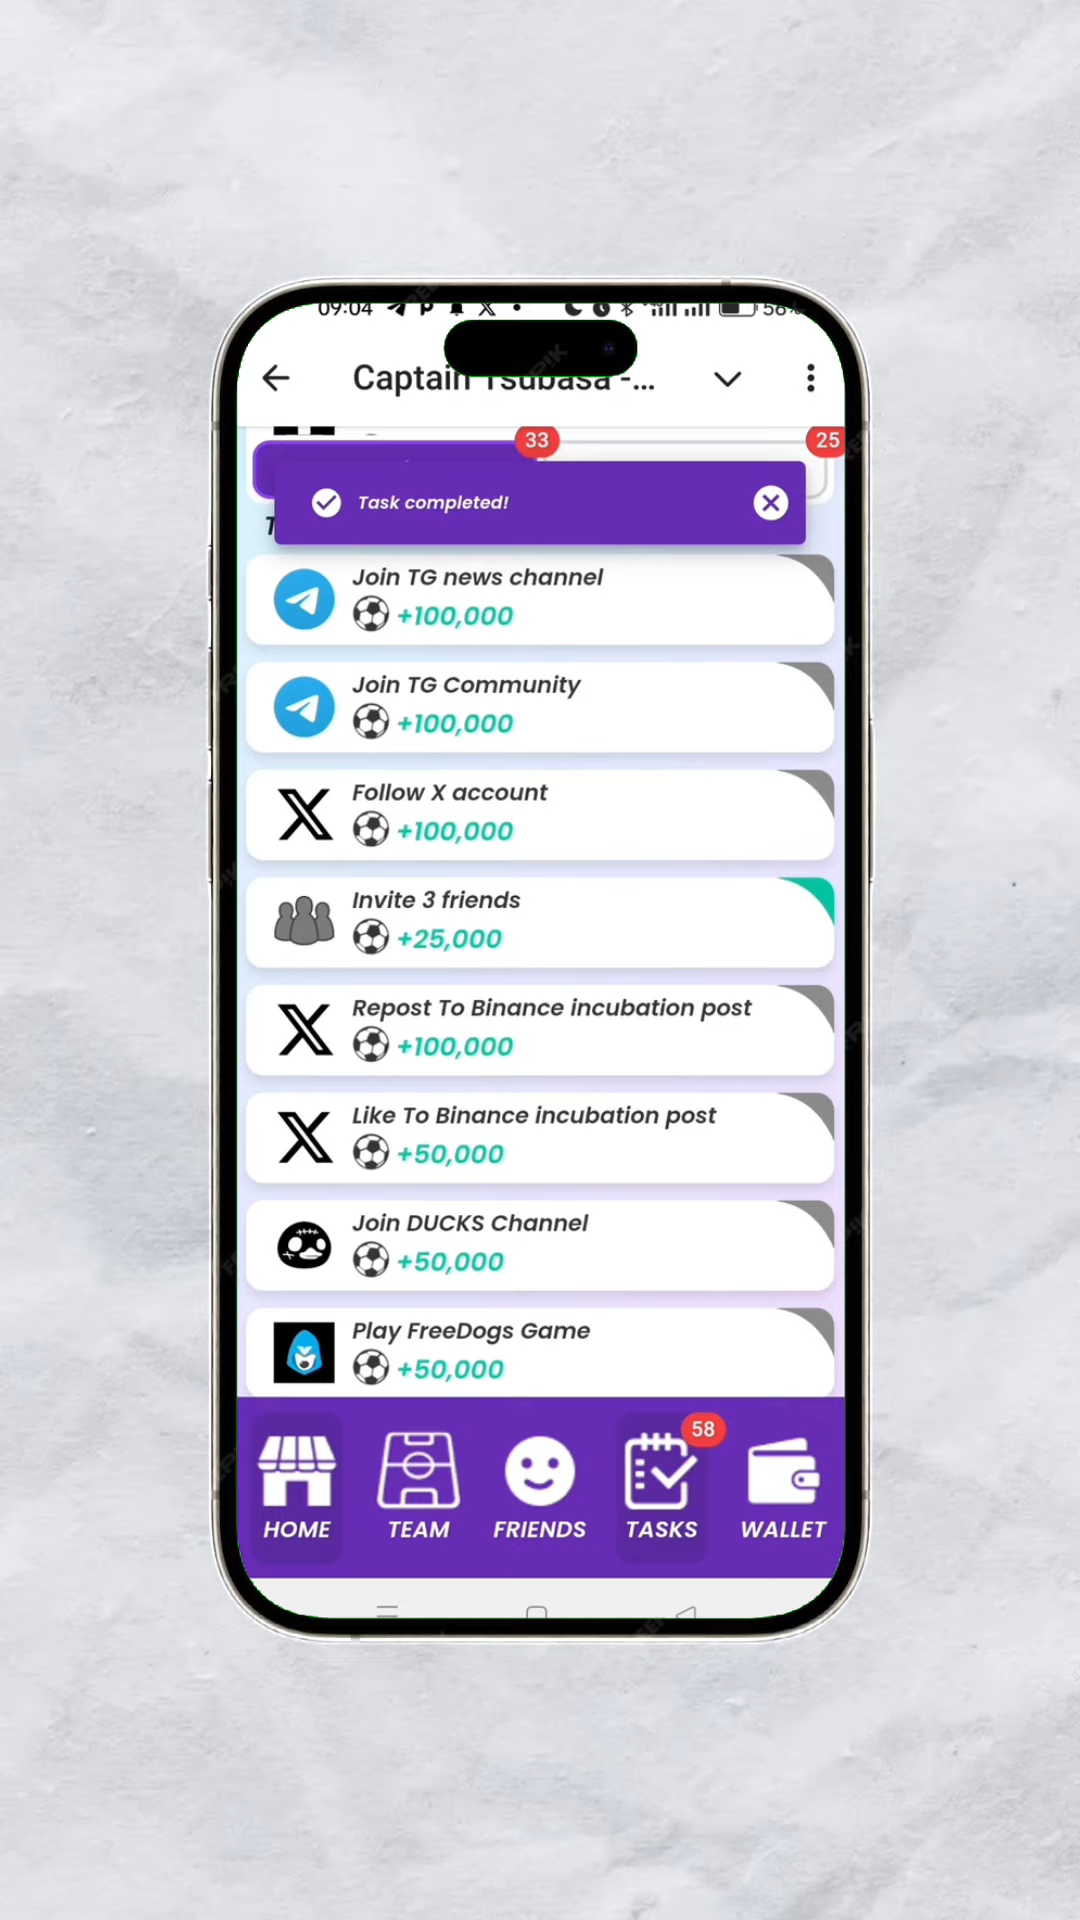 09:04
56%
Captain Tsubasa -...
33
25
Task completed!
Join TG news channel
+100,000
Join TG Community
+100,000
Follow X account
+100,000
Invite 3 friends
+25,000
Repost To Binance incubation post
+100,000
Like To Binance incubation post
+50,000
Join DUCKS Channel
+50,000
Play FreeDogs Game
+50,000
58
HOME
TEAM
FRIENDS
TASKS
WALLET